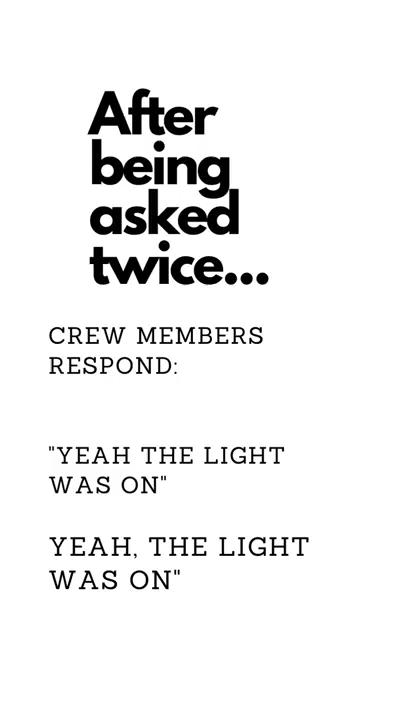 After
being
asked
twice...
CREW MEMBERS
RESPOND:
"YEAH THE LIGHT
WAS ON"
YEAH, THE LIGHT
WAS ON"